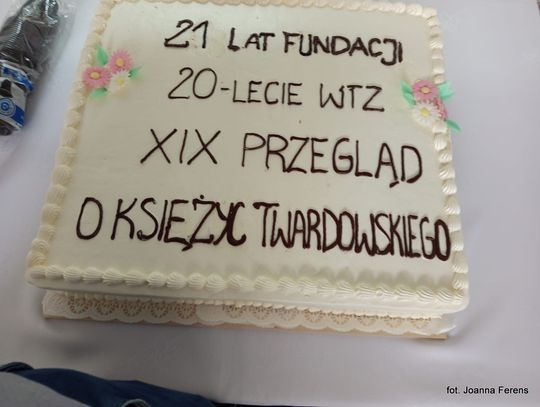 21 LAT FUNDACJI
20-LECIE WTZ
XIX PRZEGLĄD
O KSIĘŻYC TWARDOWSKIEGO
fot. Joanna Ferens